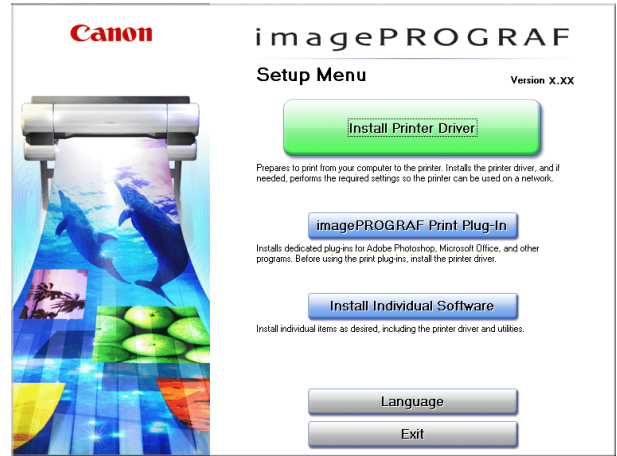 Canon
imagePROGRAF
Setup Menu
Version X.XX
Install Printer Driver
Prepares to print from your computer to the printer. Installs the printer driver, and if
needed, performs the required settings so the printer can be used on a network.
imagePROGRAF Print Plug-In
Installs dedicated plug-ins for Adobe Photoshop, Microsoft Office, and other
programs. Before using the print plug-ins, install the printer driver.
Install Individual Software
Install individual items as desired, including the printer driver and utilities.
Language
Exit